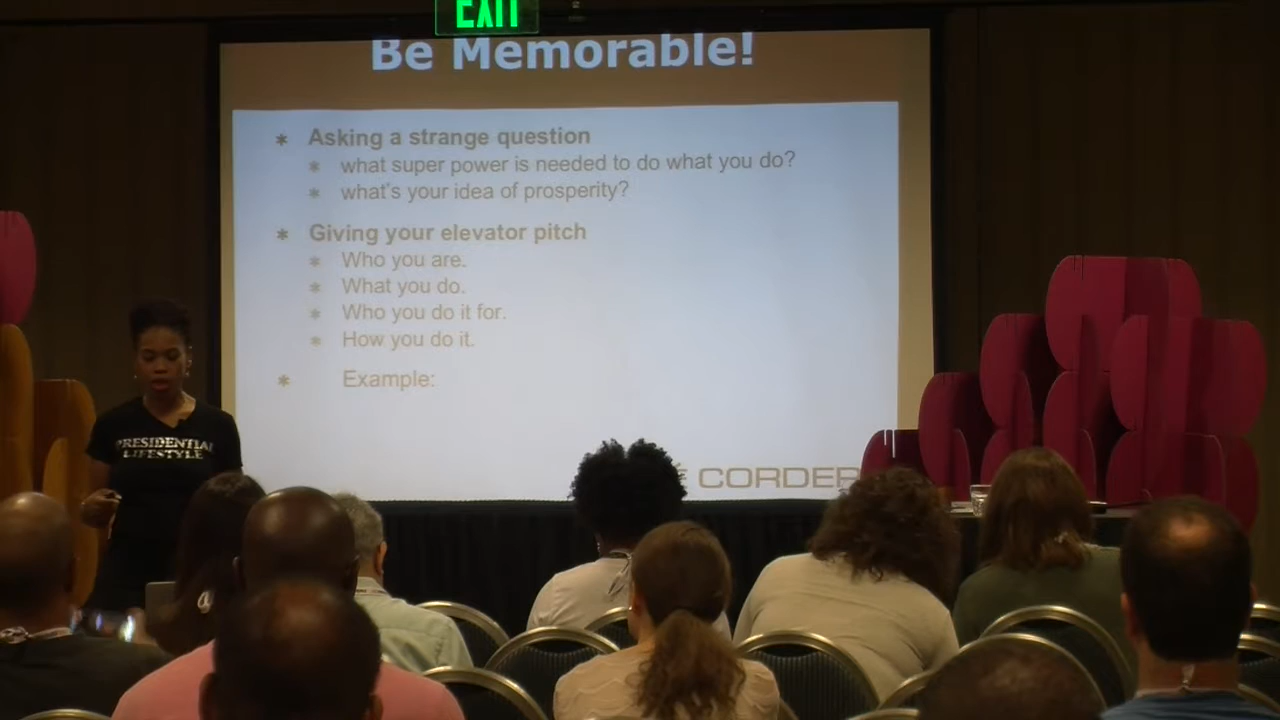 EXIT
Be Memorable!
* Asking a strange question
* what super power is needed to do what you do?
* what's your idea of prosperity?
* Giving your elevator pitch
* Who you are.
* What you do.
* Who you do it for.
* How you do it.
* Example:
PRESIDENTIAL
LIFESTYLE
CORDER